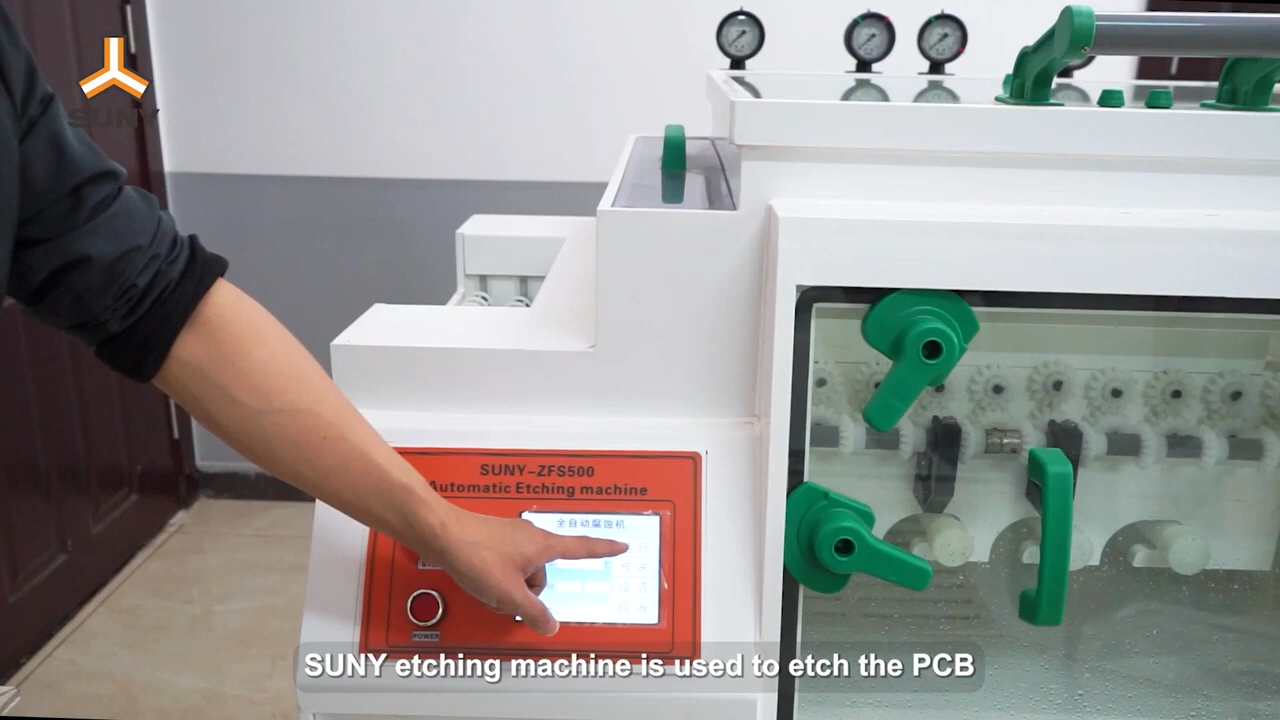 SUNY
SUNY-ZFS500
Automatic Etching machine
全自动腐蚀机
POWER
SUNY etching machine is used to etch the PCB